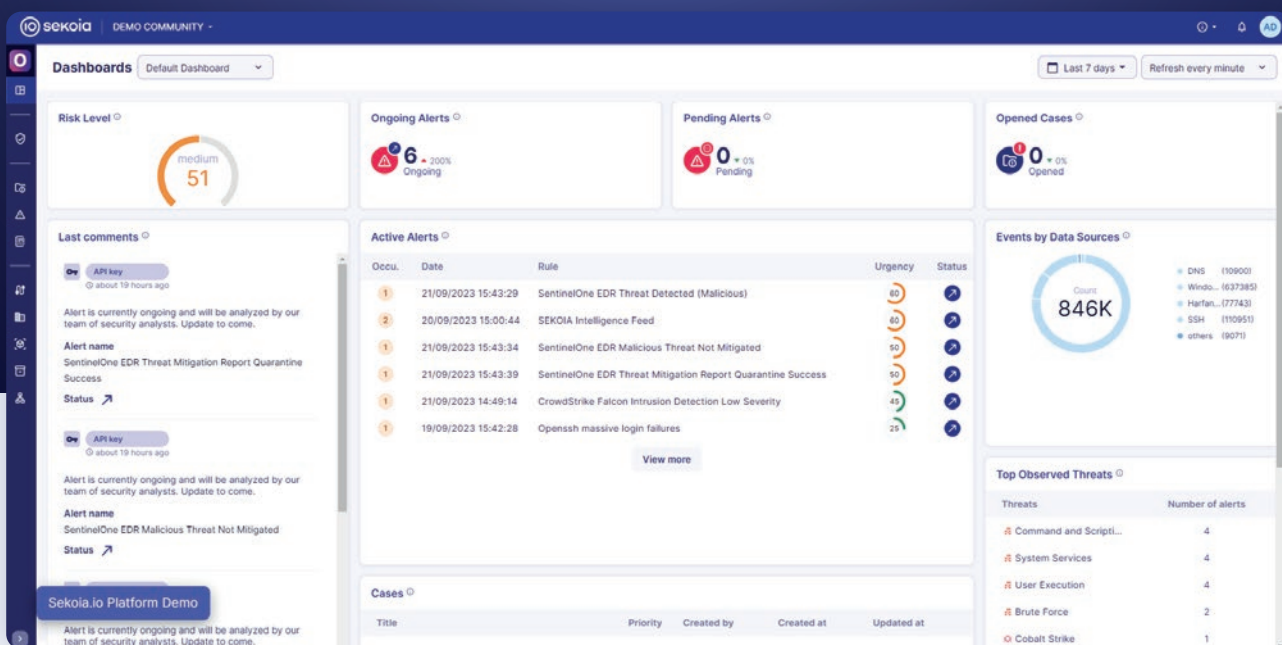 sekoia
DEMO COMMUNITY
AD
Dashboards
Default Dashboard
Last 7 days
Refresh every minute
Risk Level
medium
51
Ongoing Alerts
6
200%
Ongoing
Pending Alerts
0
0%
Pending
Opened Cases
0
0%
Opened
Last comments
API key
about 19 hours ago
Alert is currently ongoing and will be analyzed by our
team of security analysts. Update to come.
Alert name
SentinelOne EDR Threat Mitigation Report Quarantine
Success
Status
API key
about 19 hours ago
Alert is currently ongoing and will be analyzed by our
team of security analysts. Update to come.
Alert name
SentinelOne EDR Malicious Threat Not Mitigated
Status
Sekoia.io Platform Demo
Alert is currently ongoing and will be analyzed by our
team of security analysts. Update to come.
Active Alerts
Occu. Date Rule Urgency Status
1 21/09/2023 15:43:29 SentinelOne EDR Threat Detected (Malicious) 60
2 20/09/2023 15:00:44 SEKOIA Intelligence Feed 60
1 21/09/2023 15:43:34 SentinelOne EDR Malicious Threat Not Mitigated 50
1 21/09/2023 15:43:39 SentinelOne EDR Threat Mitigation Report Quarantine Success 50
1 21/09/2023 14:49:14 CrowdStrike Falcon Intrusion Detection Low Severity 45
1 19/09/2023 15:42:28 Openssh massive login failures 25
View more
Cases
Title Priority Created by Created at Updated at
Events by Data Sources
Count
846K
DNS (10900)
Windo... (637385)
Harfan... (77743)
SSH (110951)
others (9071)
Top Observed Threats
Threats Number of alerts
Command and Scripti... 4
System Services 4
User Execution 4
Brute Force 2
Cobalt Strike 1